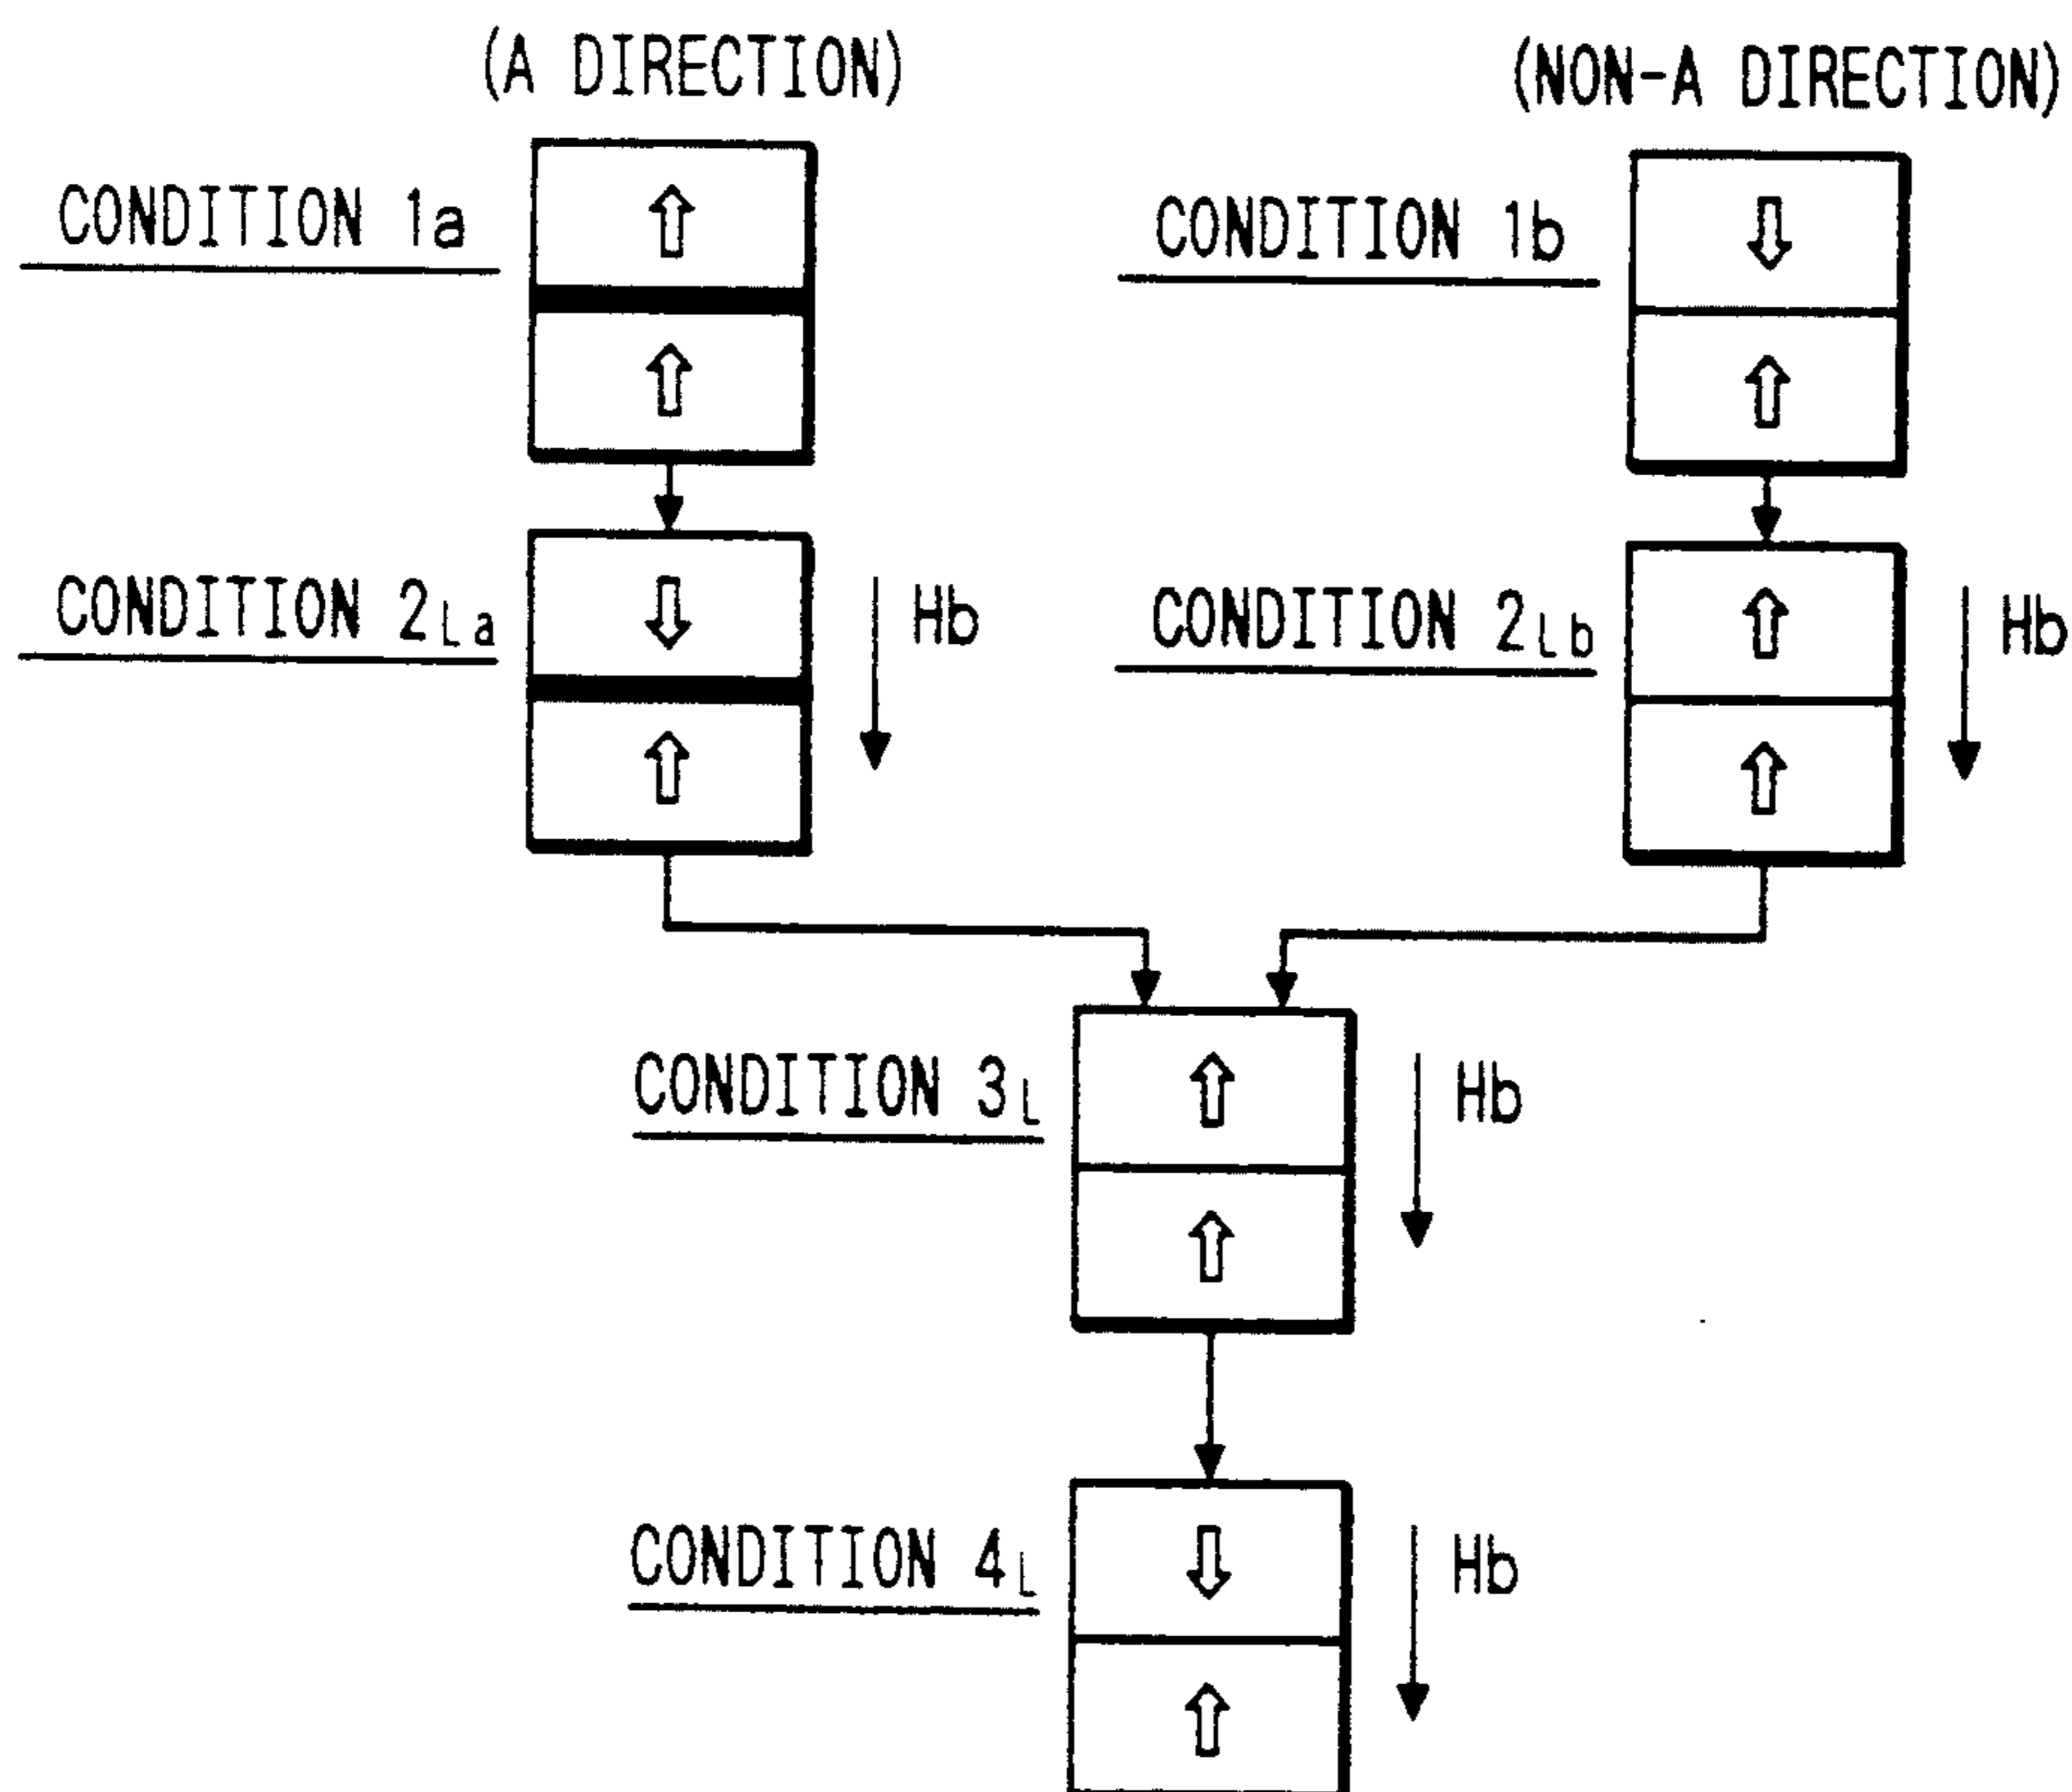 (A DIRECTION)
(NON-A DIRECTION)
CONDITION 1a
CONDITION 1b
CONDITION 2La
Hb
CONDITION 2Lb
Hb
CONDITION 3L
Hb
CONDITION 4L
Hb